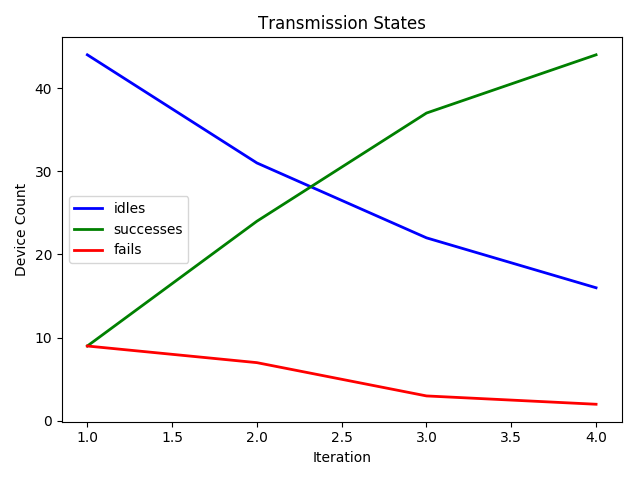 Transmission States
40
30
20
10
0
Device Count
idles
successes
fails
1.0 1.5 2.0 2.5 3.0 3.5 4.0
Iteration